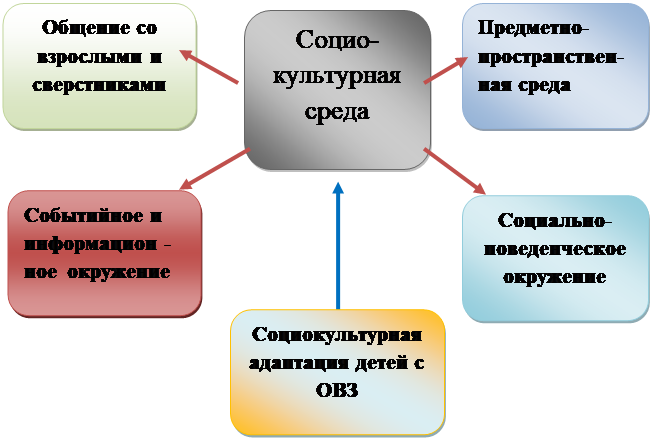 Общение со
взрослыми и
сверстниками
Социо-
культурная
среда
Предметно-
пространствен-
ная среда
Событийное и
информацион -
ное окружение
Социально-
поведенческое
окружение
Социокультурная
адаптация детей с
ОВЗ